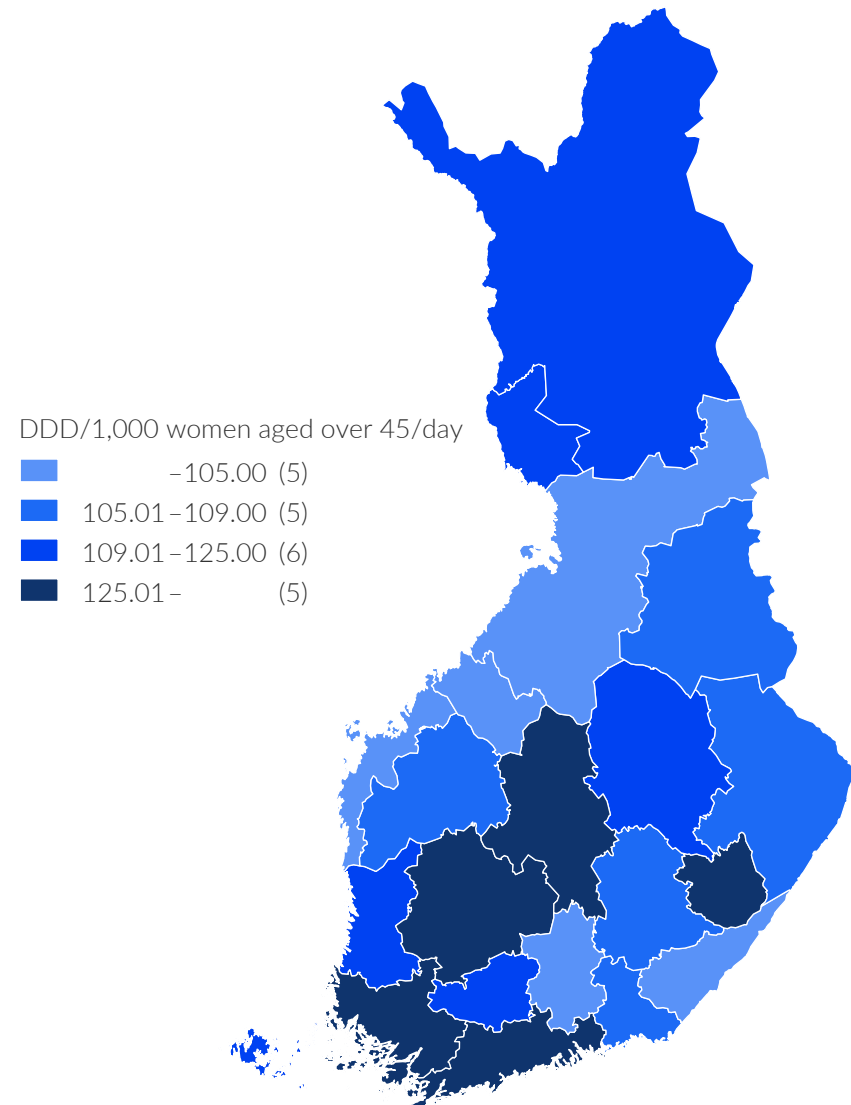 DDD/1,000 women aged over 45/day
–105.00 (5)
105.01–109.00 (5)
109.01–125.00 (6)
125.01– (5)